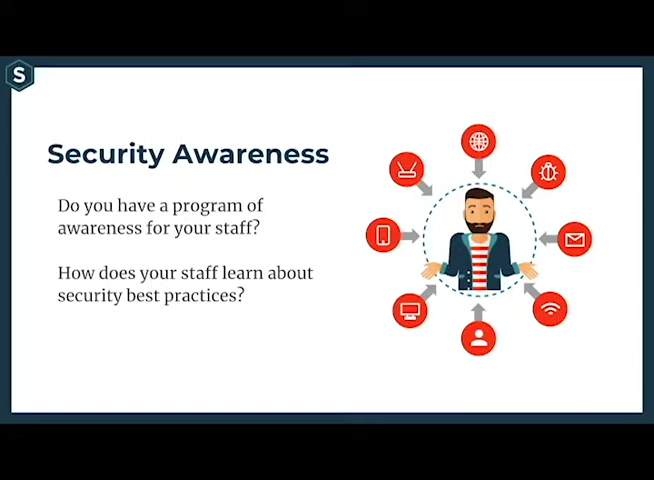 S
Security Awareness
Do you have a program of
awareness for your staff?
How does your staff learn about
security best practices?